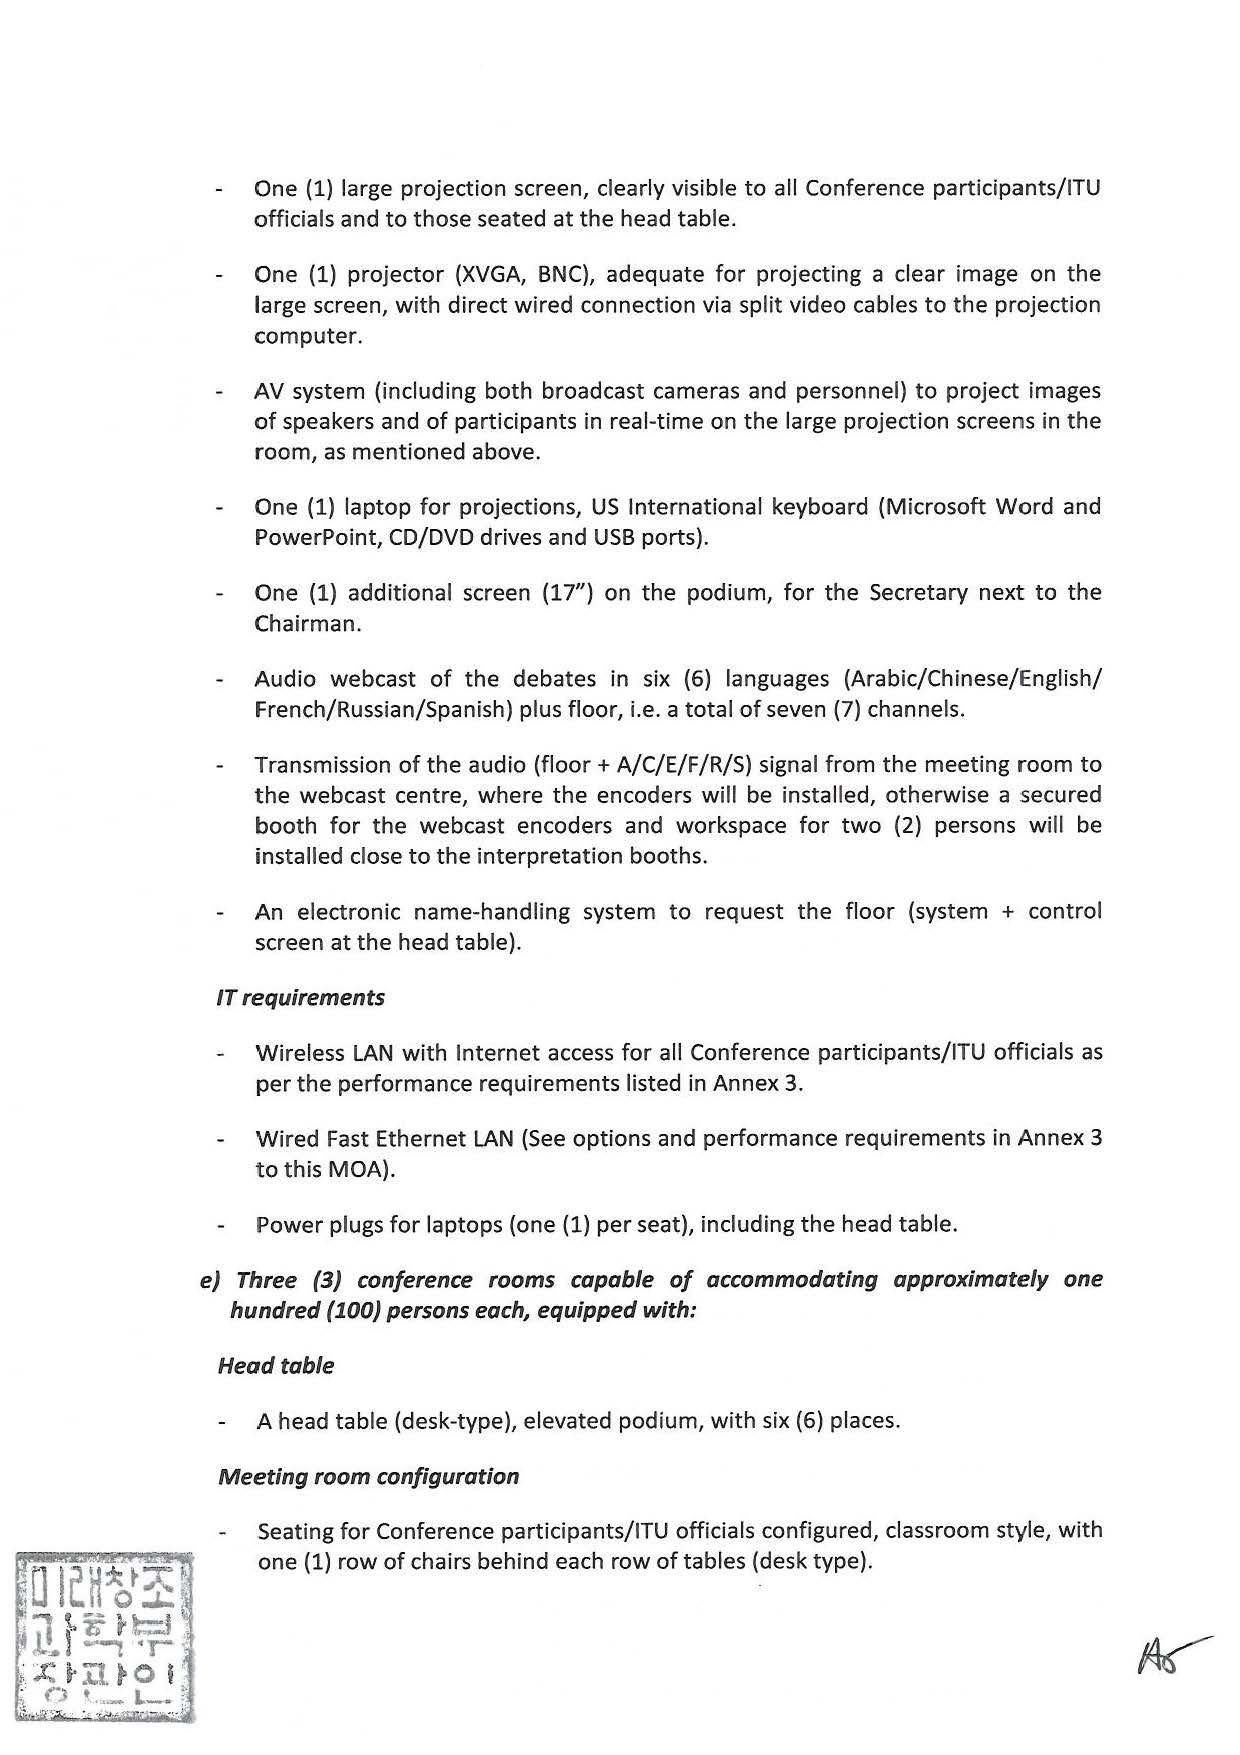 - One (1) large projection screen, clearly visible to all Conference participants/ITU
officials and to those seated at the head table.
- One (1) projector (XVGA, BNC), adequate for projecting a clear image on the
large screen, with direct wired connection via split video cables to the projection
computer.
- AV system (including both broadcast cameras and personnel) to project images
of speakers and of participants in real-time on the large projection screens in the
room, as mentioned above.
- One (1) laptop for projections, US International keyboard (Microsoft Word and
PowerPoint, CD/DVD drives and USB ports).
- One (1) additional screen (17”) on the podium, for the Secretary next to the
Chairman.
- Audio webcast of the debates in six (6) languages (Arabic/Chinese/English/
French/Russian/Spanish) plus floor, i.e. a total of seven (7) channels.
- Transmission of the audio (floor + A/C/E/F/R/S) signal from the meeting room to
the webcast centre, where the encoders will be installed, otherwise a secured
booth for the webcast encoders and workspace for two (2) persons will be
installed close to the interpretation booths.
- An electronic name-handling system to request the floor (system + control
screen at the head table).
IT requirements
- Wireless LAN with Internet access for all Conference participants/ITU officials as
per the performance requirements listed in Annex 3.
- Wired Fast Ethernet LAN (See options and performance requirements in Annex 3
to this MOA).
- Power plugs for laptops (one (1) per seat), including the head table.
e) Three (3) conference rooms capable of accommodating approximately one
hundred (100) persons each, equipped with:
Head table
- A head table (desk-type), elevated podium, with six (6) places.
Meeting room configuration
- Seating for Conference participants/ITU officials configured, classroom style, with
one (1) row of chairs behind each row of tables (desk type).
미래창조
과학부
장관인